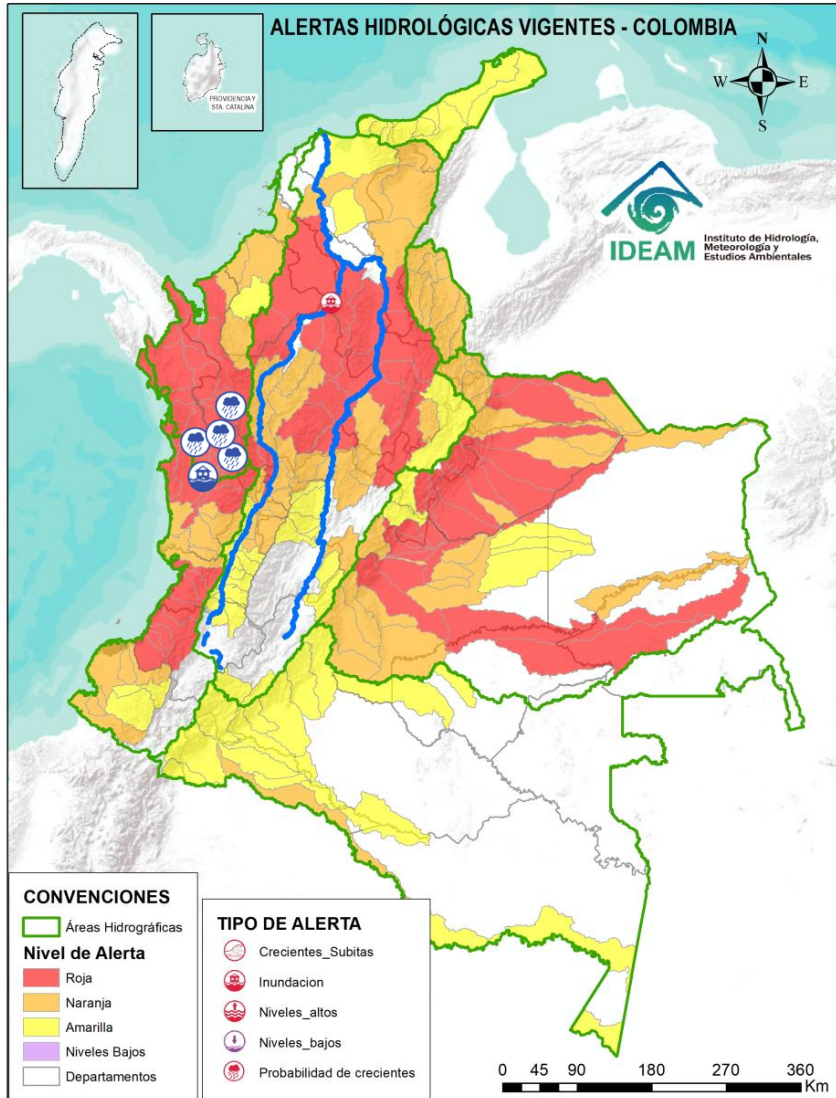 ALERTAS HIDROLÓGICAS VIGENTES - COLOMBIA
PROVIDENCIA Y
STA. CATALINA
N
W
E
S
IDEAM
Instituto de Hidrología,
Meteorología y
Estudios Ambientales
CONVENCIONES
Áreas Hidrográficas
Nivel de Alerta
Roja
Naranja
Amarilla
Niveles Bajos
Departamentos
TIPO DE ALERTA
Crecientes_Subitas
Inundacion
Niveles_altos
Niveles_bajos
Probabilidad de crecientes
0 45 90 180 270 360
Km